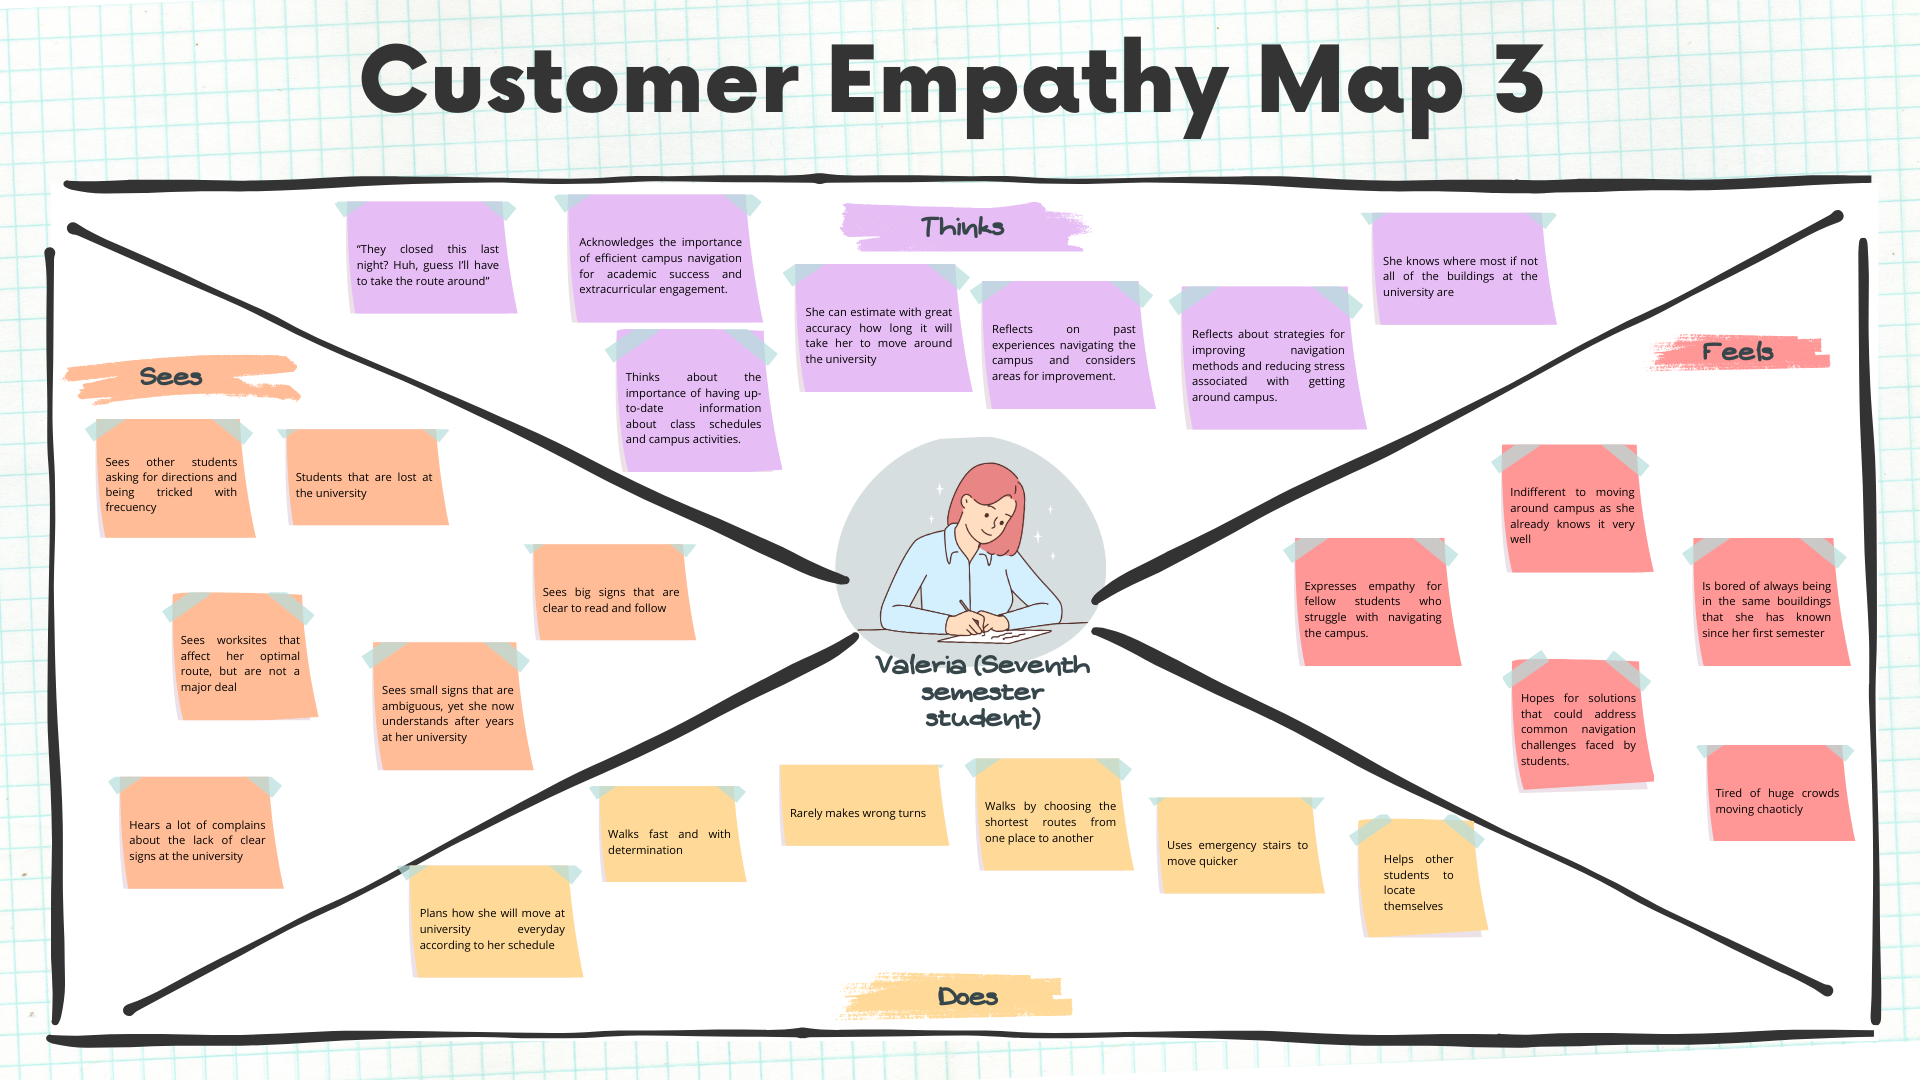 Customer Empathy Map 3
Thinks
“They closed this last
night? Huh, guess I’ll have
to take the route around”
Acknowledges the importance
of efficient campus navigation
for academic success and
extracurricular engagement.
Thinks about the
importance of having up-
to-date information
about class schedules
and campus activities.
She can estimate with great
accuracy how long it will
take her to move around
the university
Reflects on past
experiences navigating the
campus and considers
areas for improvement.
Reflects about strategies for
improving navigation
methods and reducing stress
associated with getting
around campus.
She knows where most if not
all of the buildings at the
university are
Sees
Sees other students
asking for directions and
being tricked with
frecuency
Students that are lost at
the university
Sees big signs that are
clear to read and follow
Sees worksites that
affect her optimal
route, but are not a
major deal
Sees small signs that are
ambiguous, yet she now
understands after years
at her university
Hears a lot of complains
about the lack of clear
signs at the university
Valeria (Seventh
semester
student)
Feels
Indifferent to moving
around campus as she
already knows it very
well
Expresses empathy for
fellow students who
struggle with navigating
the campus.
Is bored of always being
in the same bouildings
that she has known
since her first semester
Hopes for solutions
that could address
common navigation
challenges faced by
students.
Tired of huge crowds
moving chaoticly
Plans how she will move at
university everyday
according to her schedule
Walks fast and with
determination
Rarely makes wrong turns
Walks by choosing the
shortest routes from
one place to another
Uses emergency stairs to
move quicker
Helps other
students to
locate
themselves
Does